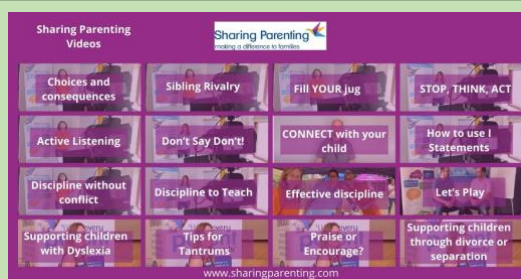 Sharing Parenting
Videos
Sharing Parenting
making a difference to families
Choices and
consequences
Sibling Rivalry
Fill YOUR jug
STOP, THINK, ACT
Active Listening
Don't Say Don't!
CONNECT with your
child
How to use I
Statements
Discipline without
conflict
Discipline to Teach
Effective discipline
Let's Play
Supporting children
with Dyslexia
Tips for
Tantrums
Praise or
Encourage?
Supporting children
through divorce or
separation
www.sharingparenting.com